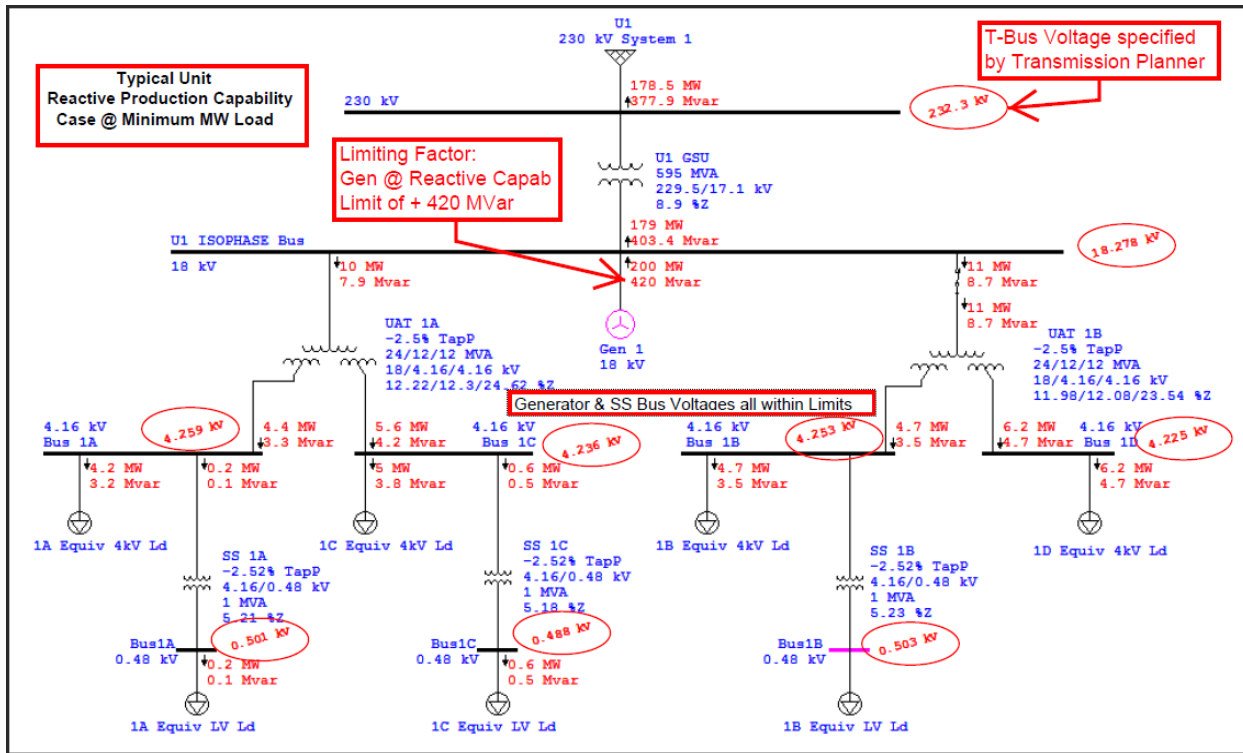 U1
230 kV System 1
T-Bus Voltage specified
by Transmission Planner
Typical Unit
Reactive Production Capability
Case @ Minimum MW Load
178.5 MW
377.9 Mvar
230 kV
232.3 kV
Limiting Factor:
Gen @ Reactive Capab
Limit of + 420 MVar
U1 GSU
595 MVA
229.5/17.1 kV
8.9 %Z
179 MW
403.4 Mvar
U1 ISOPHASE Bus
18 kV
18.278 kV
10 MW
7.9 Mvar
200 MW
420 Mvar
11 MW
8.7 Mvar
11 MW
8.7 Mvar
UAT 1A
-2.5% TapP
24/12/12 MVA
18/4.16/4.16 kV
12.22/12.3/24.62 %Z
Gen 1
18 kV
UAT 1B
-2.5% TapP
24/12/12 MVA
18/4.16/4.16 kV
11.98/12.08/23.54 %Z
Generator & SS Bus Voltages all within Limits
4.16 kV
Bus 1A
4.259 kV
4.4 MW
3.3 Mvar
5.6 MW
4.2 Mvar
4.16 kV
Bus 1C
4.236 kV
4.16 kV
Bus 1B
4.253 kV
4.7 MW
3.5 Mvar
6.2 MW
4.7 Mvar
4.16 kV
Bus 1D
4.225 kV
4.2 MW
3.2 Mvar
0.2 MW
0.1 Mvar
5 MW
3.8 Mvar
0.6 MW
0.5 Mvar
4.7 MW
3.5 Mvar
6.2 MW
4.7 Mvar
1A Equiv 4kV Ld
1C Equiv 4kV Ld
1B Equiv 4kV Ld
1D Equiv 4kV Ld
SS 1A
-2.52% TapP
4.16/0.48 kV
1 MVA
5.21 %Z
SS 1C
-2.52% TapP
4.16/0.48 kV
1 MVA
5.18 %Z
SS 1B
-2.52% TapP
4.16/0.48 kV
1 MVA
5.23 %Z
Bus1A
0.48 kV
0.501 kV
0.2 MW
0.1 Mvar
Bus1C
0.48 kV
0.488 kV
0.6 MW
0.5 Mvar
Bus1B
0.48 kV
0.503 kV
1A Equiv LV Ld
1C Equiv LV Ld
1B Equiv LV Ld